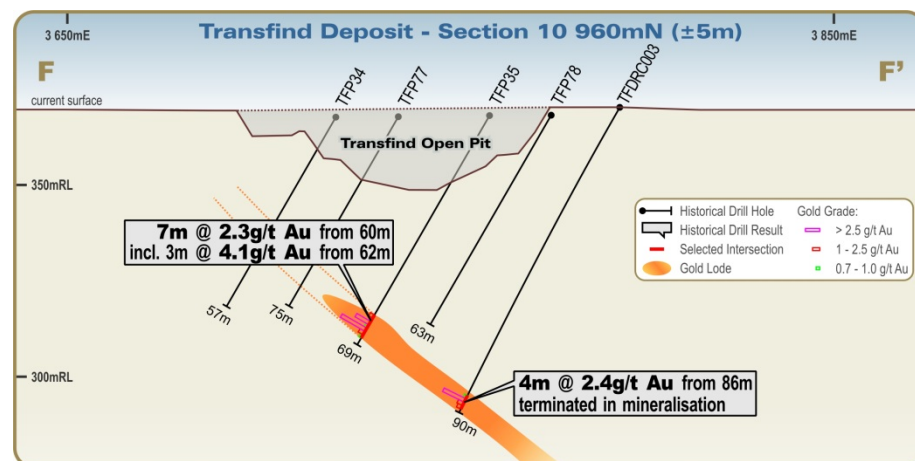 3 650mE
Transfind Deposit - Section 10 960mN (±5m)
3 850mE
F
F'
current surface
TFP34
TFP77
TFP35
TFP78
TFDRC003
Transfind Open Pit
350mRL
7m @ 2.3g/t Au from 60m
incl. 3m @ 4.1g/t Au from 62m
Historical Drill Hole
Historical Drill Result
Selected Intersection
Gold Lode
Gold Grade:
> 2.5 g/t Au
1 - 2.5 g/t Au
0.7 - 1.0 g/t Au
57m
75m
69m
63m
300mRL
4m @ 2.4g/t Au from 86m
terminated in mineralisation
90m